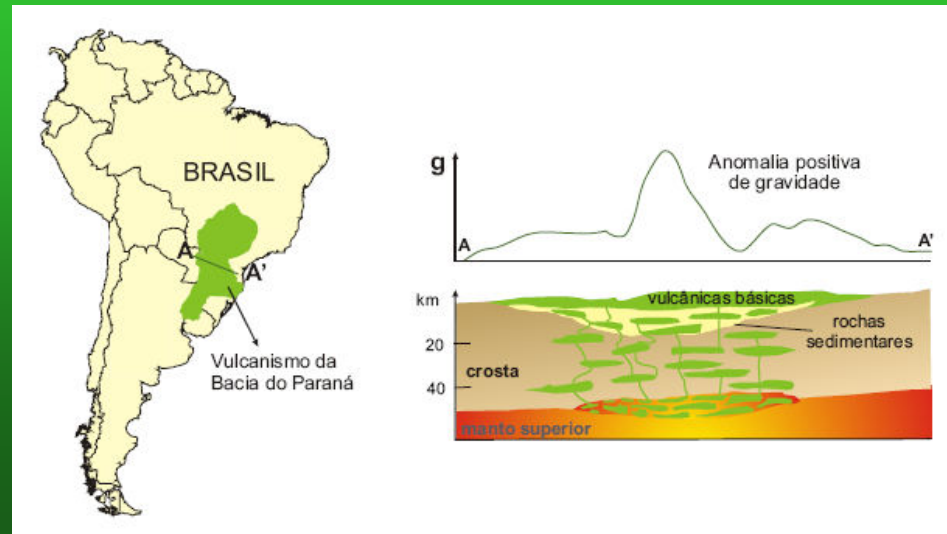 BRASIL
A
A'
Vulcanismo da
Bacia do Paraná
g
Anomalia positiva
de gravidade
A
A'
km
vulcânicas básicas
rochas
sedimentares
20
crosta
40
manto superior